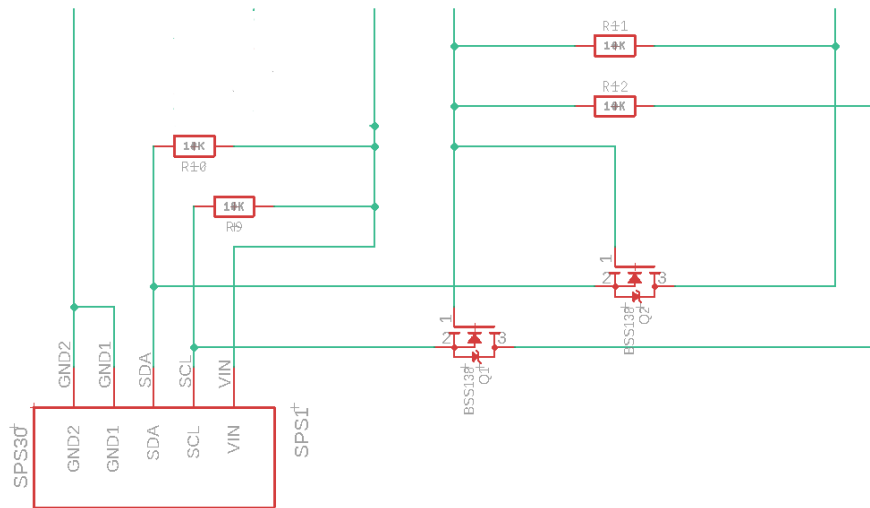 R11
10K
R12
10K
10K
R10
10K
R9
1
2
3
BSS138
Q2
1
2
3
BSS138
Q1
GND2
GND1
SDA
SCL
VIN
SPS30
GND2
GND1
SDA
SCL
VIN
SPS1